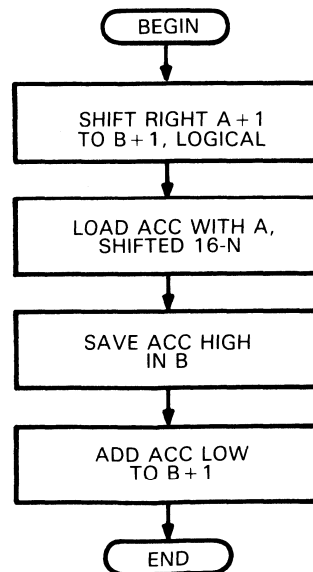 BEGIN
SHIFT RIGHT A+1
TO B+1, LOGICAL
LOAD ACC WITH A,
SHIFTED 16-N
SAVE ACC HIGH
IN B
ADD ACC LOW
TO B+1
END